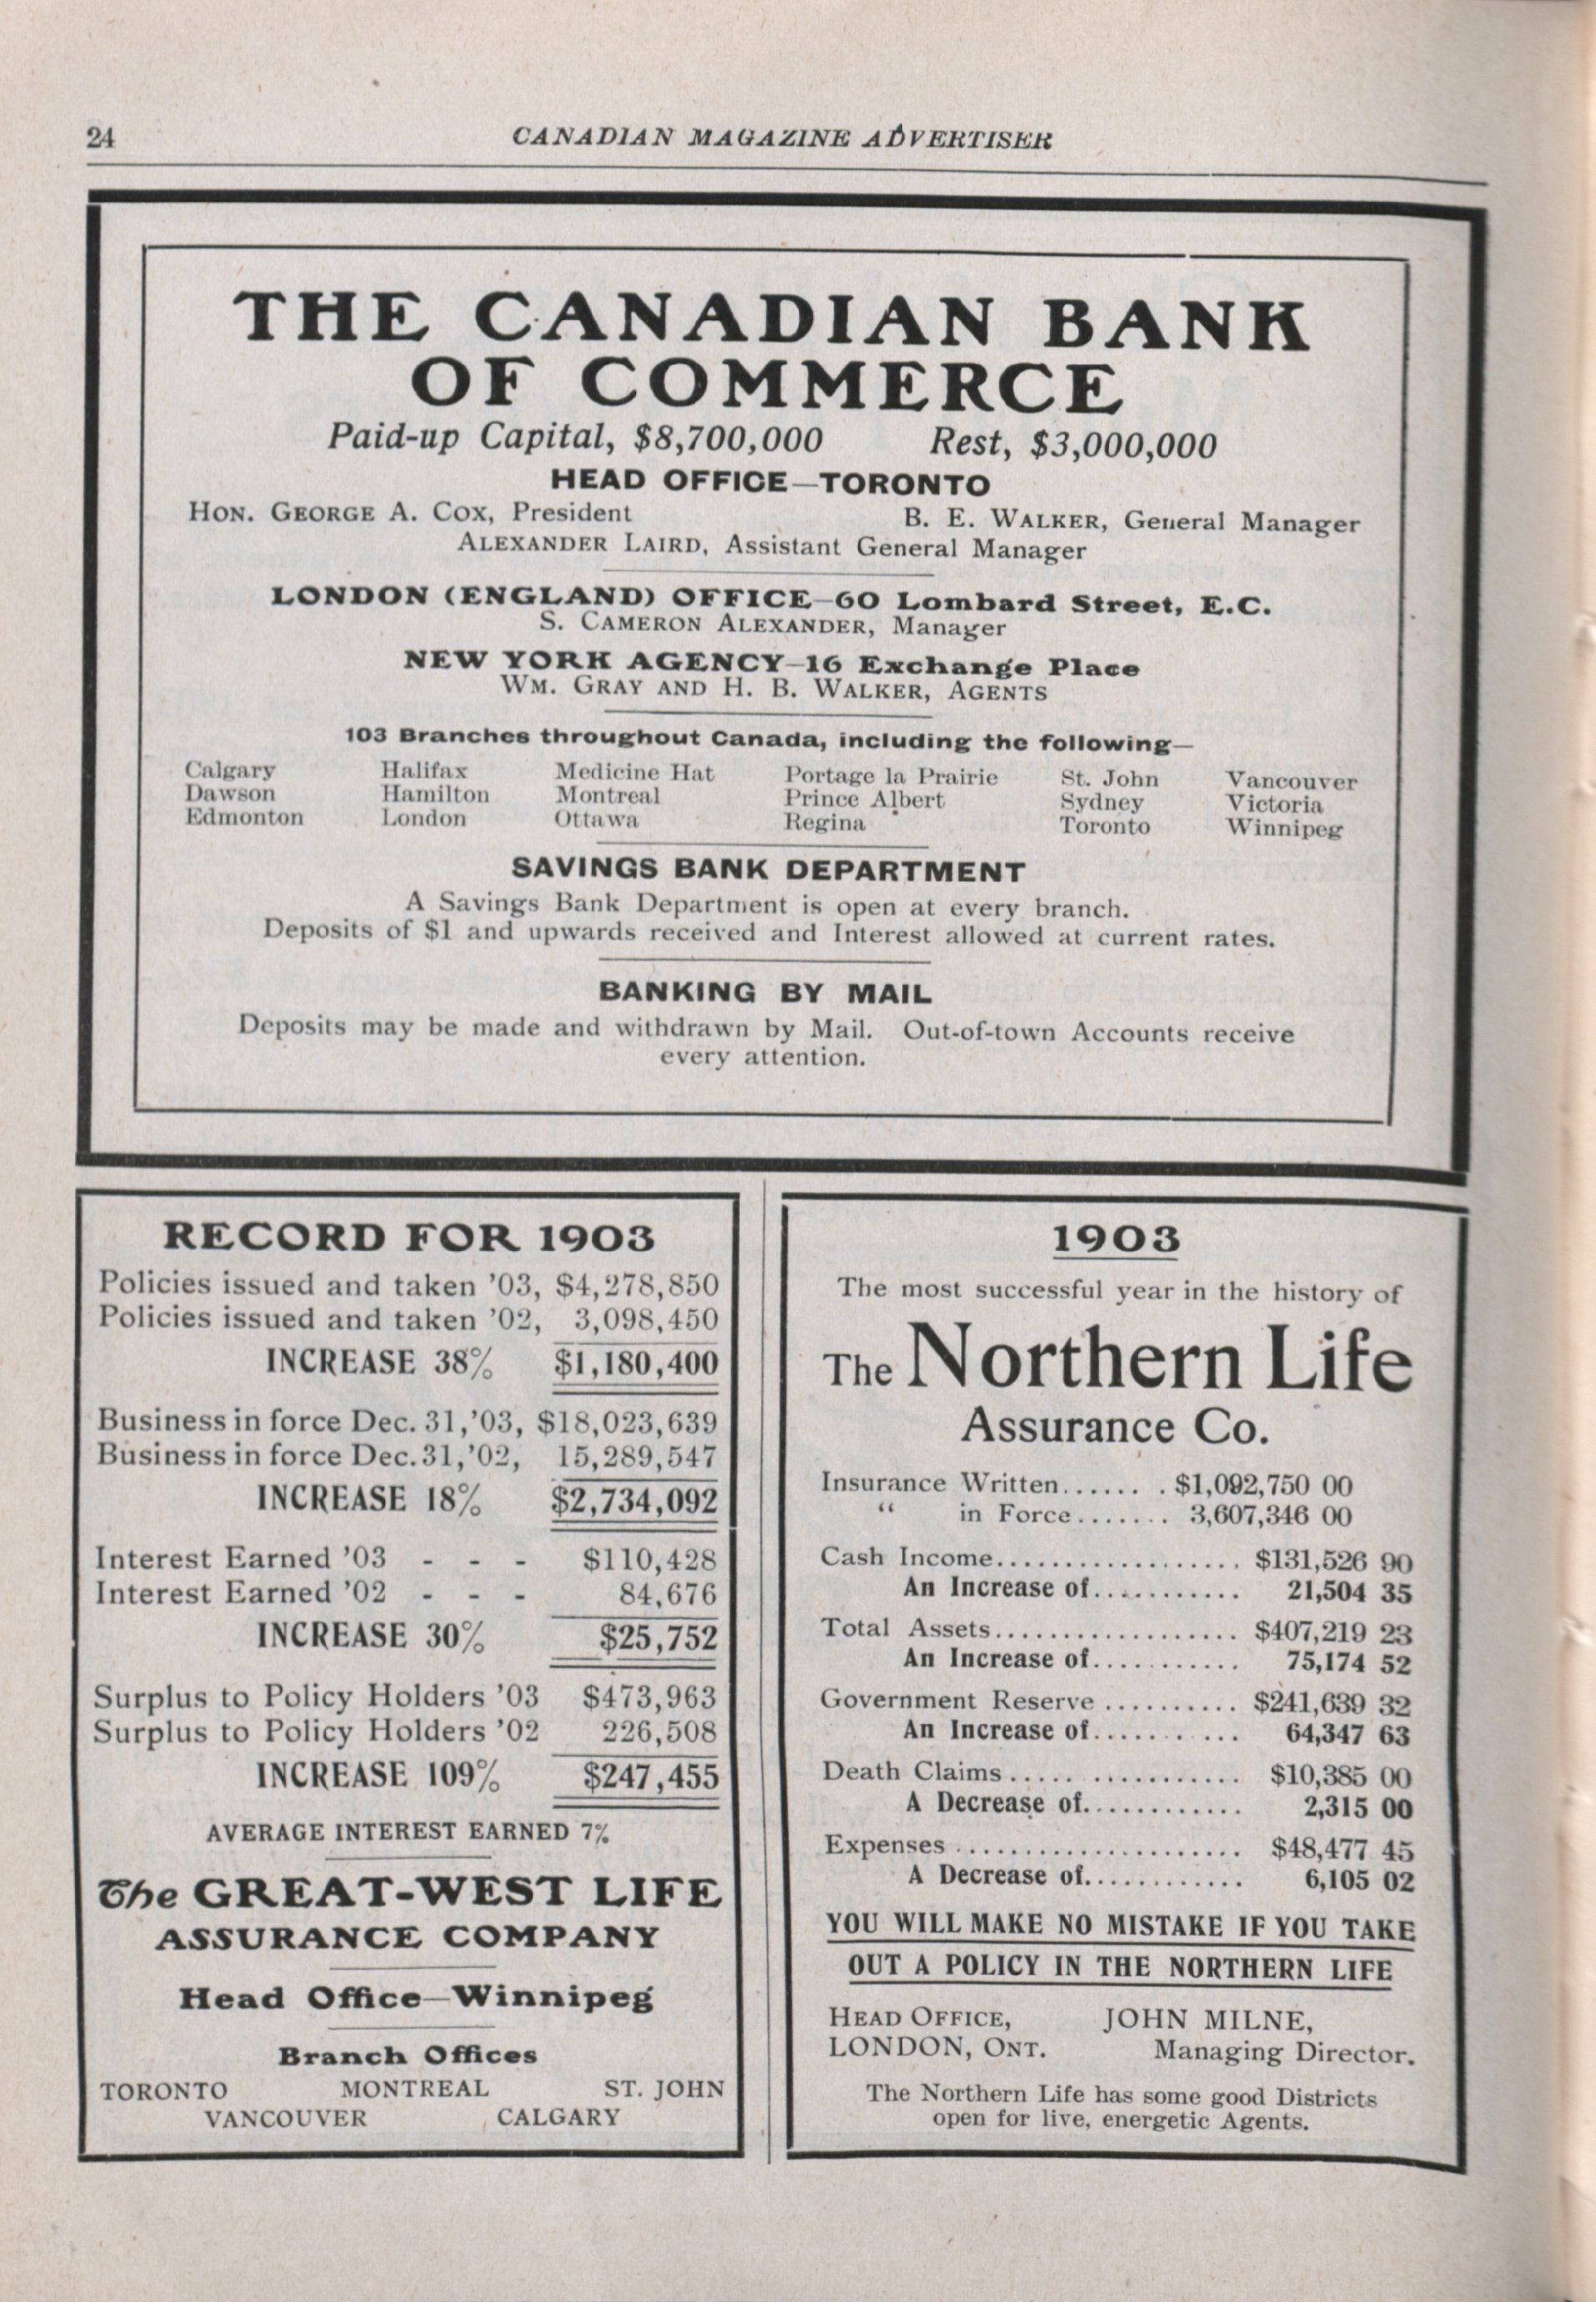 24
CANADIAN MAGAZINE ADVERTISER
THE CANADIAN BANK
OF COMMERCE
Paid-up Capital, $8,700,000 Rest, $3,000,000
HEAD OFFICE—TORONTO
HON. GEORGE A. COX, President B. E. WALKER, General Manager
ALEXANDER LAIRD, Assistant General Manager
LONDON (ENGLAND) OFFICE—60 Lombard Street, E.C.
S. CAMERON ALEXANDER, Manager
NEW YORK AGENCY—16 Exchange Place
WM. GRAY AND H. B. WALKER, AGENTS
103 Branches throughout Canada, including the following—
Calgary Halifax Medicine Hat Portage la Prairie St. John Vancouver
Dawson Hamilton Montreal Prince Albert Sydney Victoria
Edmonton London Ottawa Regina Toronto Winnipeg
SAVINGS BANK DEPARTMENT
A Savings Bank Department is open at every branch.
Deposits of $1 and upwards received and Interest allowed at current rates.
BANKING BY MAIL
Deposits may be made and withdrawn by Mail. Out-of-town Accounts receive
every attention.
RECORD FOR 1903
Policies issued and taken ’03, $4,278,850
Policies issued and taken ’02, 3,098,450
INCREASE 38% $1,180,400
Business in force Dec. 31, ’03, $18,023,639
Business in force Dec. 31, ’02, 15,289,547
INCREASE 18% $2,734,092
Interest Earned ’03 - - - $110,428
Interest Earned ’02 - - - 84,676
INCREASE 30% $25,752
Surplus to Policy Holders ’03 $473,963
Surplus to Policy Holders ’02 226,508
INCREASE 109% $247,455
AVERAGE INTEREST EARNED 7%
The GREAT-WEST LIFE
ASSURANCE COMPANY
Head Office—Winnipeg
Branch Offices
TORONTO MONTREAL ST. JOHN
VANCOUVER CALGARY
1903
The most successful year in the history of
The Northern Life
Assurance Co.
Insurance Written....... $1,092,750 00
“ in Force....... 3,607,346 00
Cash Income.................. $131,526 90
An Increase of........... 21,504 35
Total Assets.................. $407,219 23
An Increase of........... 75,174 52
Government Reserve .......... $241,639 32
An Increase of........... 64,347 63
Death Claims................. $10,385 00
A Decrease of............ 2,315 00
Expenses..................... $48,477 45
A Decrease of............ 6,105 02
YOU WILL MAKE NO MISTAKE IF YOU TAKE
OUT A POLICY IN THE NORTHERN LIFE
HEAD OFFICE, JOHN MILNE,
LONDON, ONT. Managing Director.
The Northern Life has some good Districts
open for live, energetic Agents.